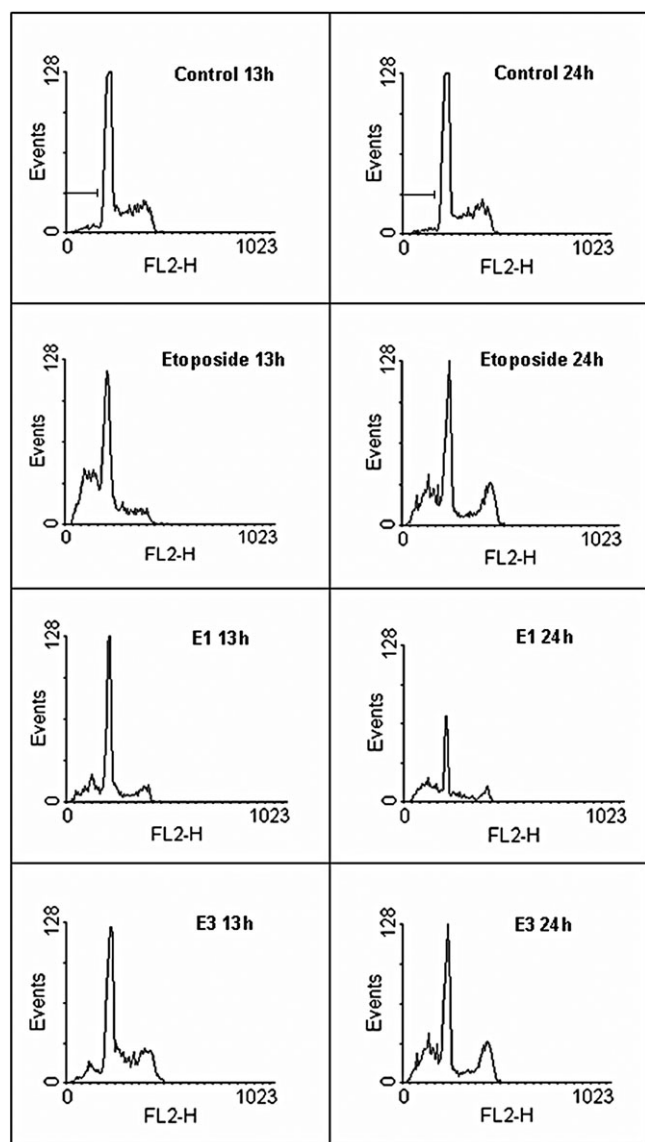 Control 13h
128
Events
0
0 1023
FL2-H
Control 24h
128
Events
0
0 1023
FL2-H
Etoposide 13h
128
Events
0
0 1023
FL2-H
Etoposide 24h
128
Events
0
0 1023
FL2-H
E1 13h
128
Events
0
0 1023
FL2-H
E1 24h
128
Events
0
0 1023
FL2-H
E3 13h
128
Events
0
0 1023
FL2-H
E3 24h
128
Events
0
0 1023
FL2-H